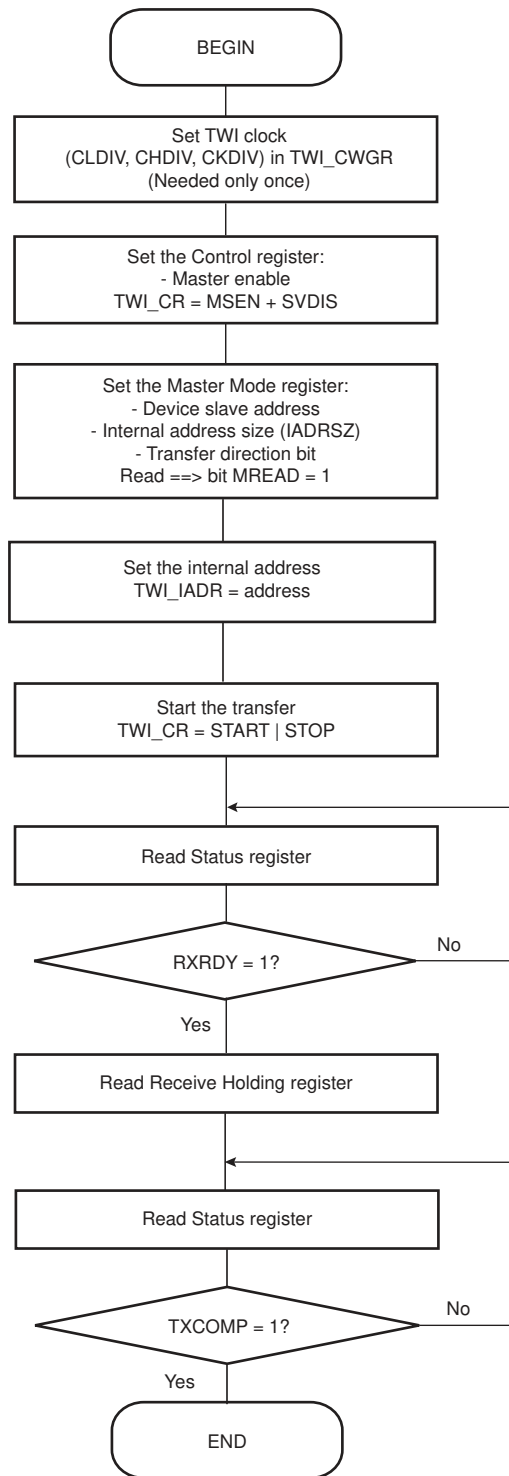 BEGIN
Set TWI clock
(CLDIV, CHDIV, CKDIV) in TWI_CWGR
(Needed only once)
Set the Control register:
- Master enable
TWI_CR = MSEN + SVDIS
Set the Master Mode register:
- Device slave address
- Internal address size (IADRSZ)
- Transfer direction bit
Read ==> bit MREAD = 1
Set the internal address
TWI_IADR = address
Start the transfer
TWI_CR = START | STOP
Read Status register
RXRDY = 1?
No
Yes
Read Receive Holding register
Read Status register
TXCOMP = 1?
No
Yes
END